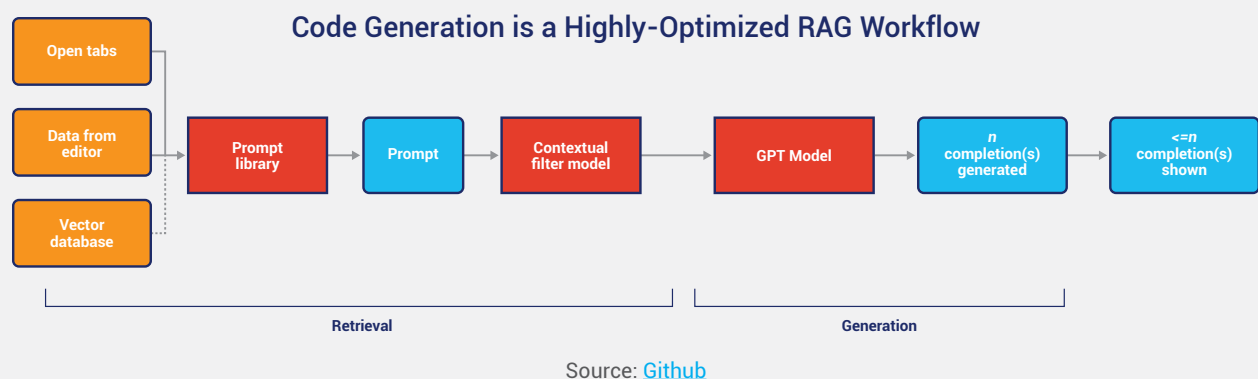 Code Generation is a Highly-Optimized RAG Workflow
Open tabs
Data from
editor
Vector
database
Prompt
library
Prompt
Contextual
filter model
GPT Model
n
completion(s)
generated
<=n
completion(s)
shown
Retrieval
Generation
Source: Github